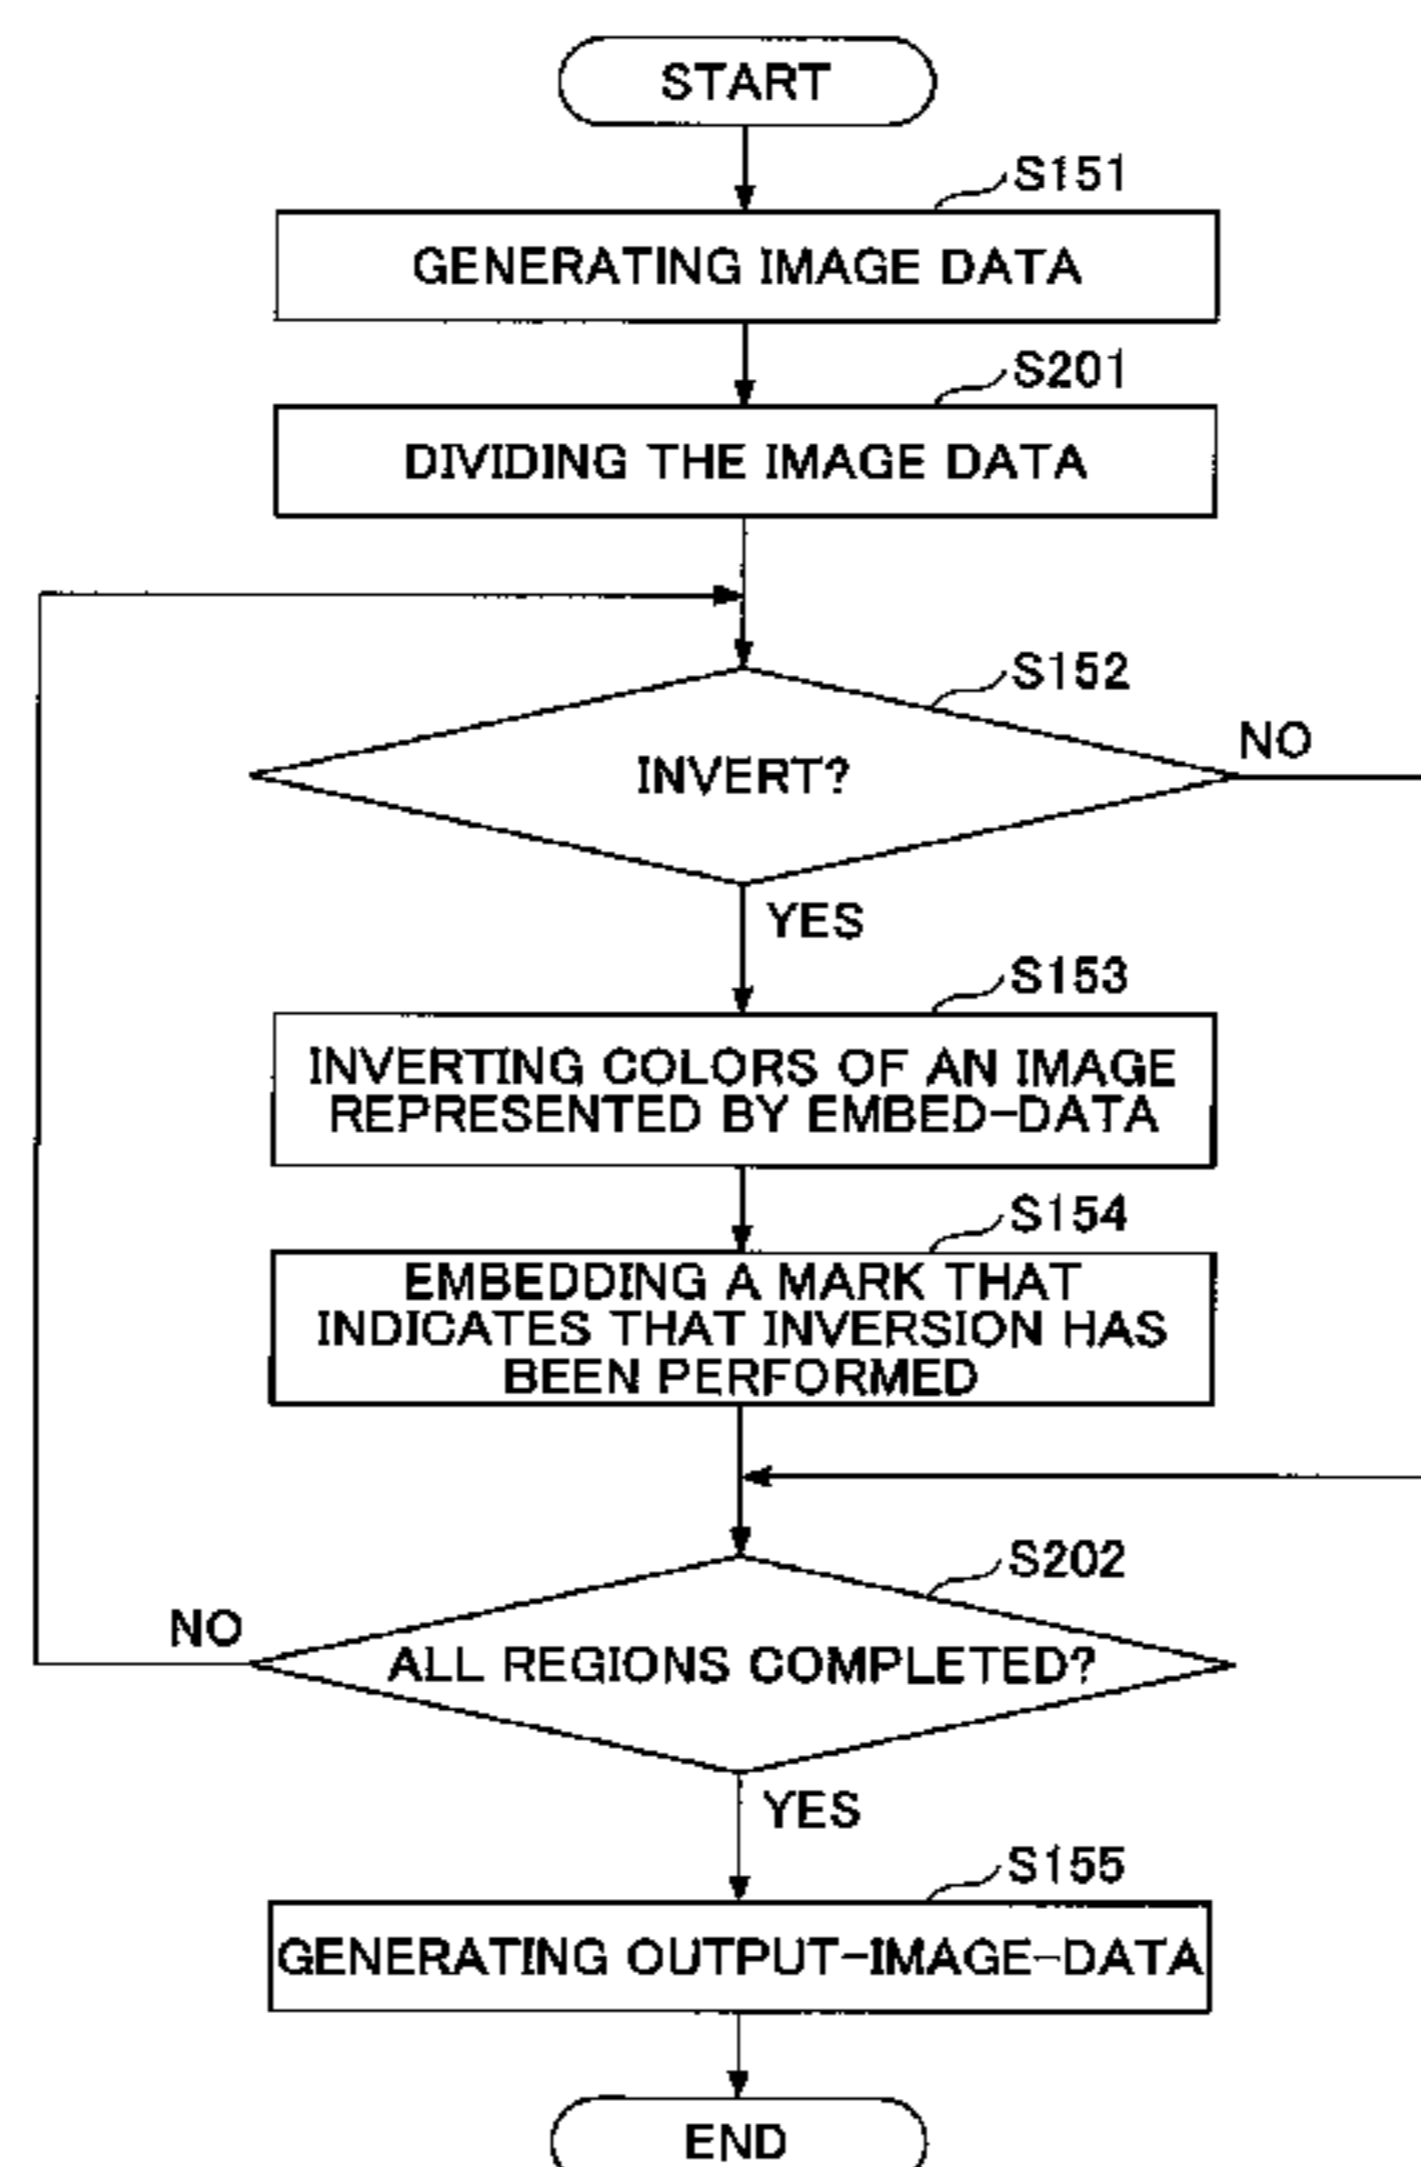 START
S151
GENERATING IMAGE DATA
S201
DIVIDING THE IMAGE DATA
S152
INVERT?
NO
YES
S153
INVERTING COLORS OF AN IMAGE
REPRESENTED BY EMBED-DATA
S154
EMBEDDING A MARK THAT
INDICATES THAT INVERSION HAS
BEEN PERFORMED
S202
NO
ALL REGIONS COMPLETED?
YES
S155
GENERATING OUTPUT-IMAGE-DATA
END